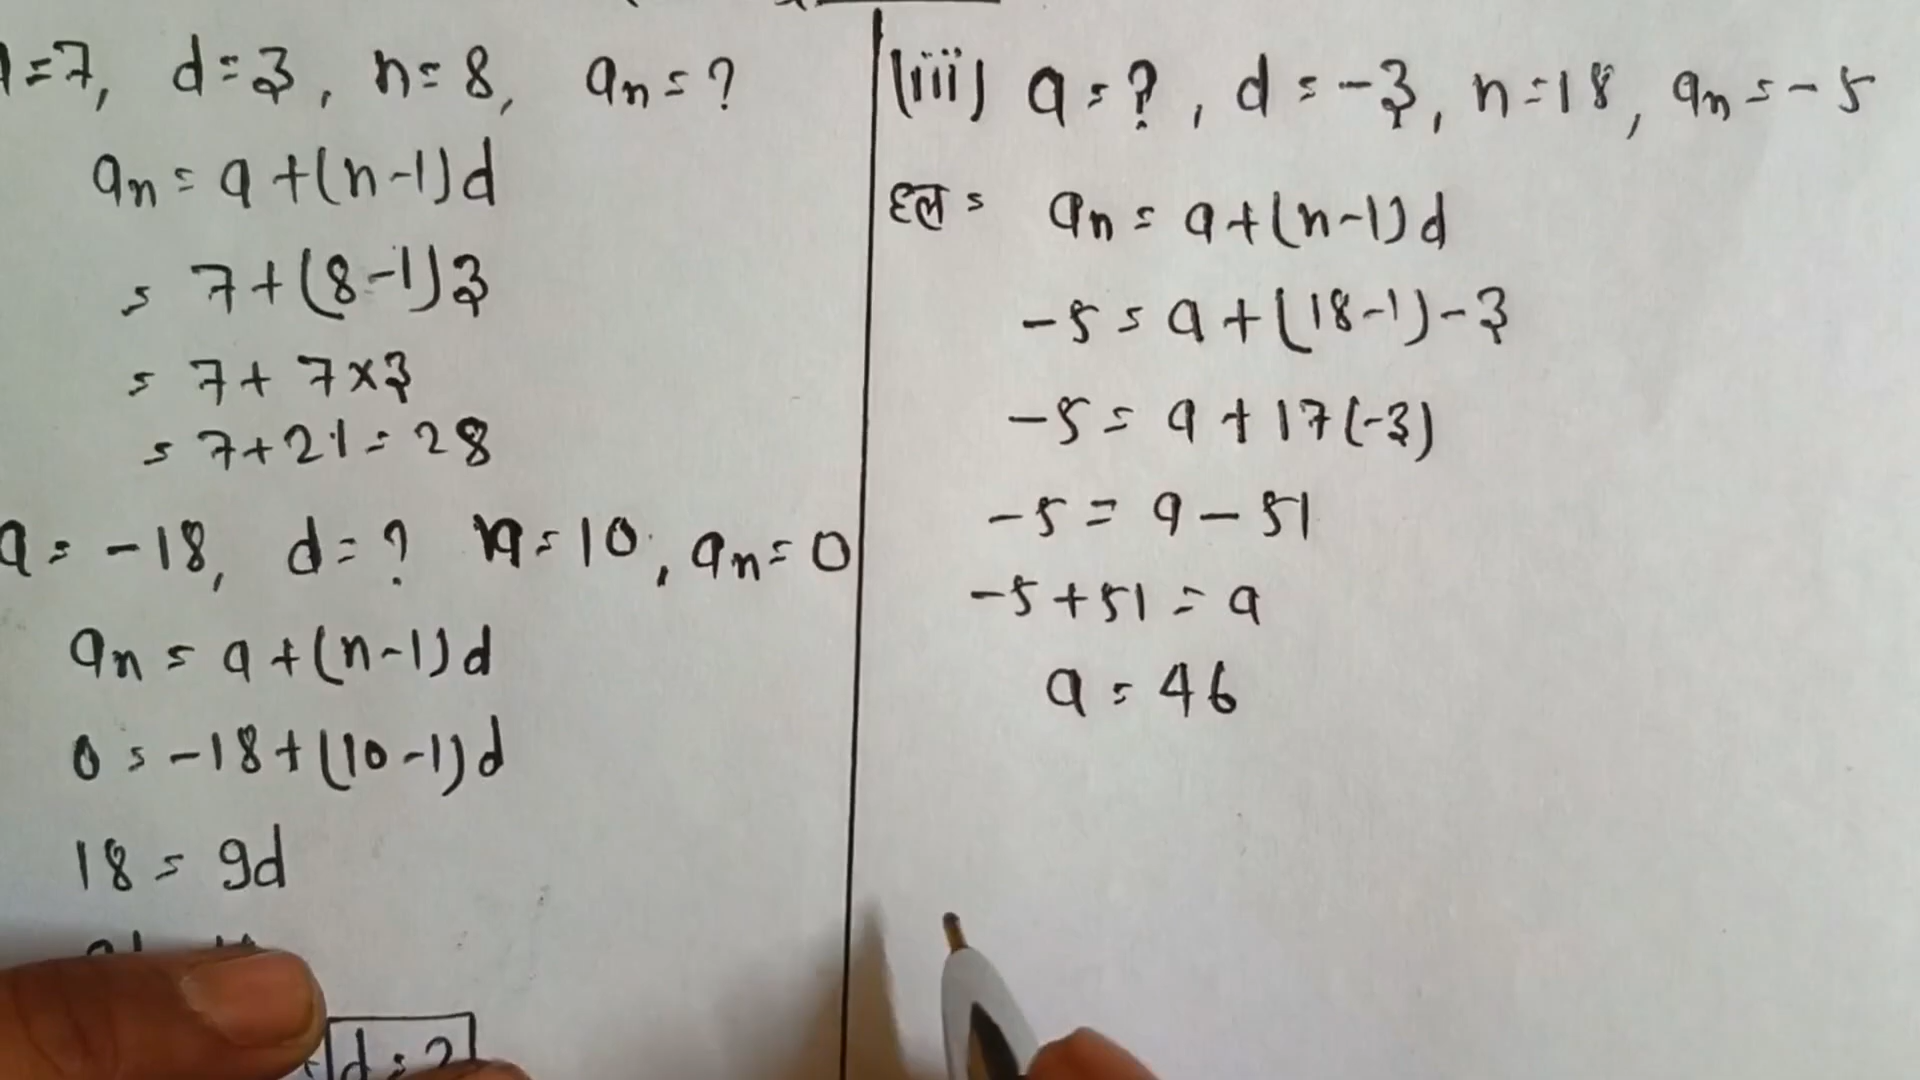 a=7, d=3, n=8, an=?
an=a+(n-1)d
=7+(8-1)3
=7+7×3
=7+21=28
a=-18, d=? n=10, an=0
an=a+(n-1)d
0=-18+(10-1)d
18=9d
d=2
(iii) a=?, d=-3, n=18, an=-5
हल= an=a+(n-1)d
-5=a+(18-1)-3
-5=a+17(-3)
-5=a-51
-5+51=a
a=46